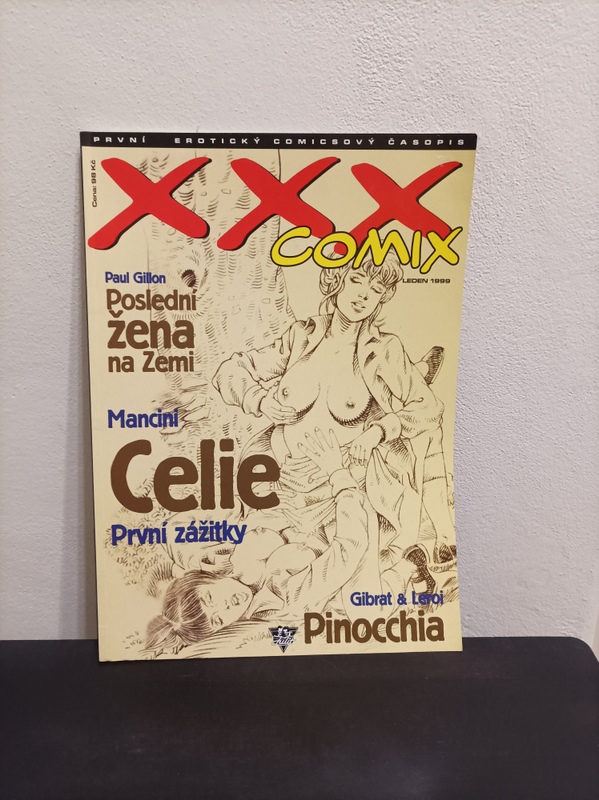 PRVNÍ EROTICKÝ COMICSOVÝ ČASOPIS
Cena: 98 Kč
XXX
COMIX
LEDEN 1999
Paul Gillon
Poslední
žena
na Zemi
Mancini
Celie
První zážitky
Gibrat & Leroi
Pinocchia